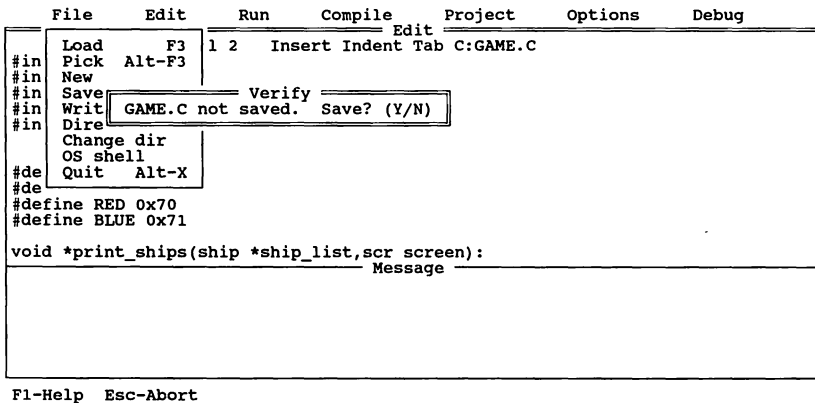 File Edit Run Compile Project Options Debug
Edit
Load F3 l 2 Insert Indent Tab C:GAME.C
#in Pick Alt-F3
#in New
#in Save Verify
#in Writ GAME.C not saved. Save? (Y/N)
#in Dire
Change dir
OS shell
#de Quit Alt-X
#de
#define RED 0x70
#define BLUE 0x71
void *print_ships(ship *ship_list,scr screen):
Message
F1-Help Esc-Abort